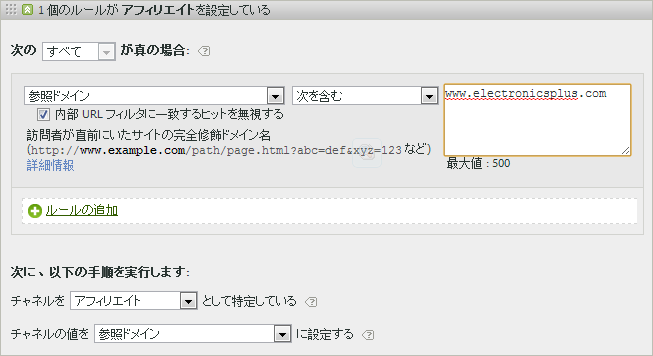 1 個のルールが アフィリエイトを設定している
次の すべて が真の場合:
参照ドメイン 次を含む www.electronicsplus.com
内部 URL フィルタに一致するヒットを無視する
訪問者が直前にいたサイトの完全修飾ドメイン名
(http://www.example.com/path/page.html?abc=def&xyz=123 など)
詳細情報
最大値 : 500
ルールの追加
次に、以下の手順を実行します:
チャネルを アフィリエイト として特定している
チャネルの値を 参照ドメイン に設定する